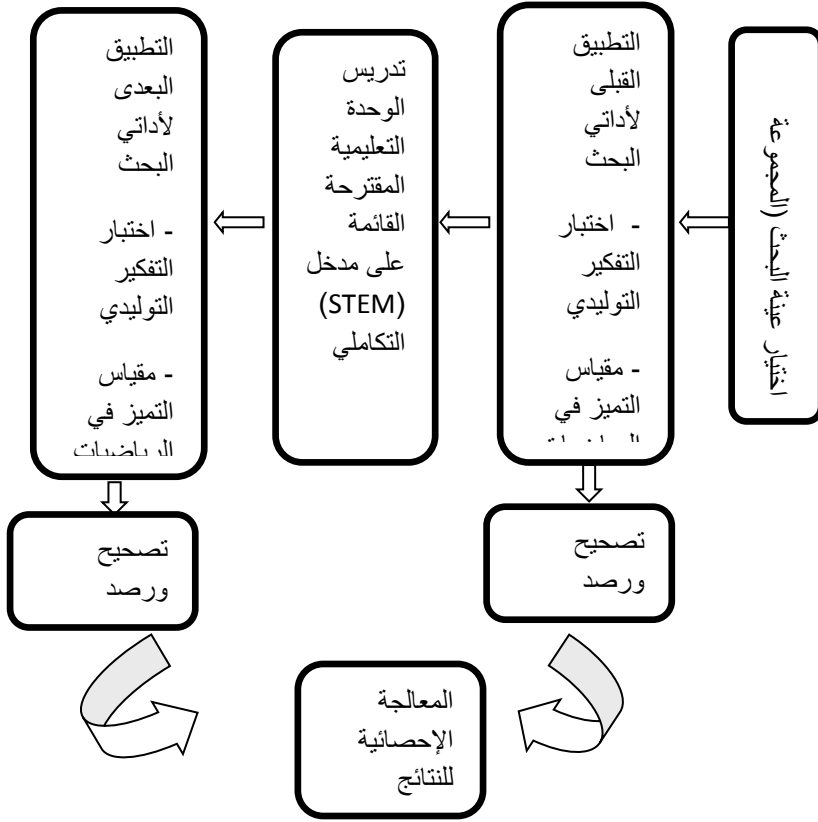 اختيار عينة البحث (المجموعة
التطبيق
القبلى
لأداتي
البحث
- اختبار
التفكير
التوليدي
- مقياس
التميز في
تدريس
الوحدة
التعليمية
المقترحة
القائمة
على مدخل
(STEM)
التكاملي
التطبيق
البعدى
لأداتي
البحث
- اختبار
التفكير
التوليدي
- مقياس
التميز في
الرياضيات
تصحيح
ورصد
تصحيح
ورصد
المعالجة
الإحصائية
للنتائج